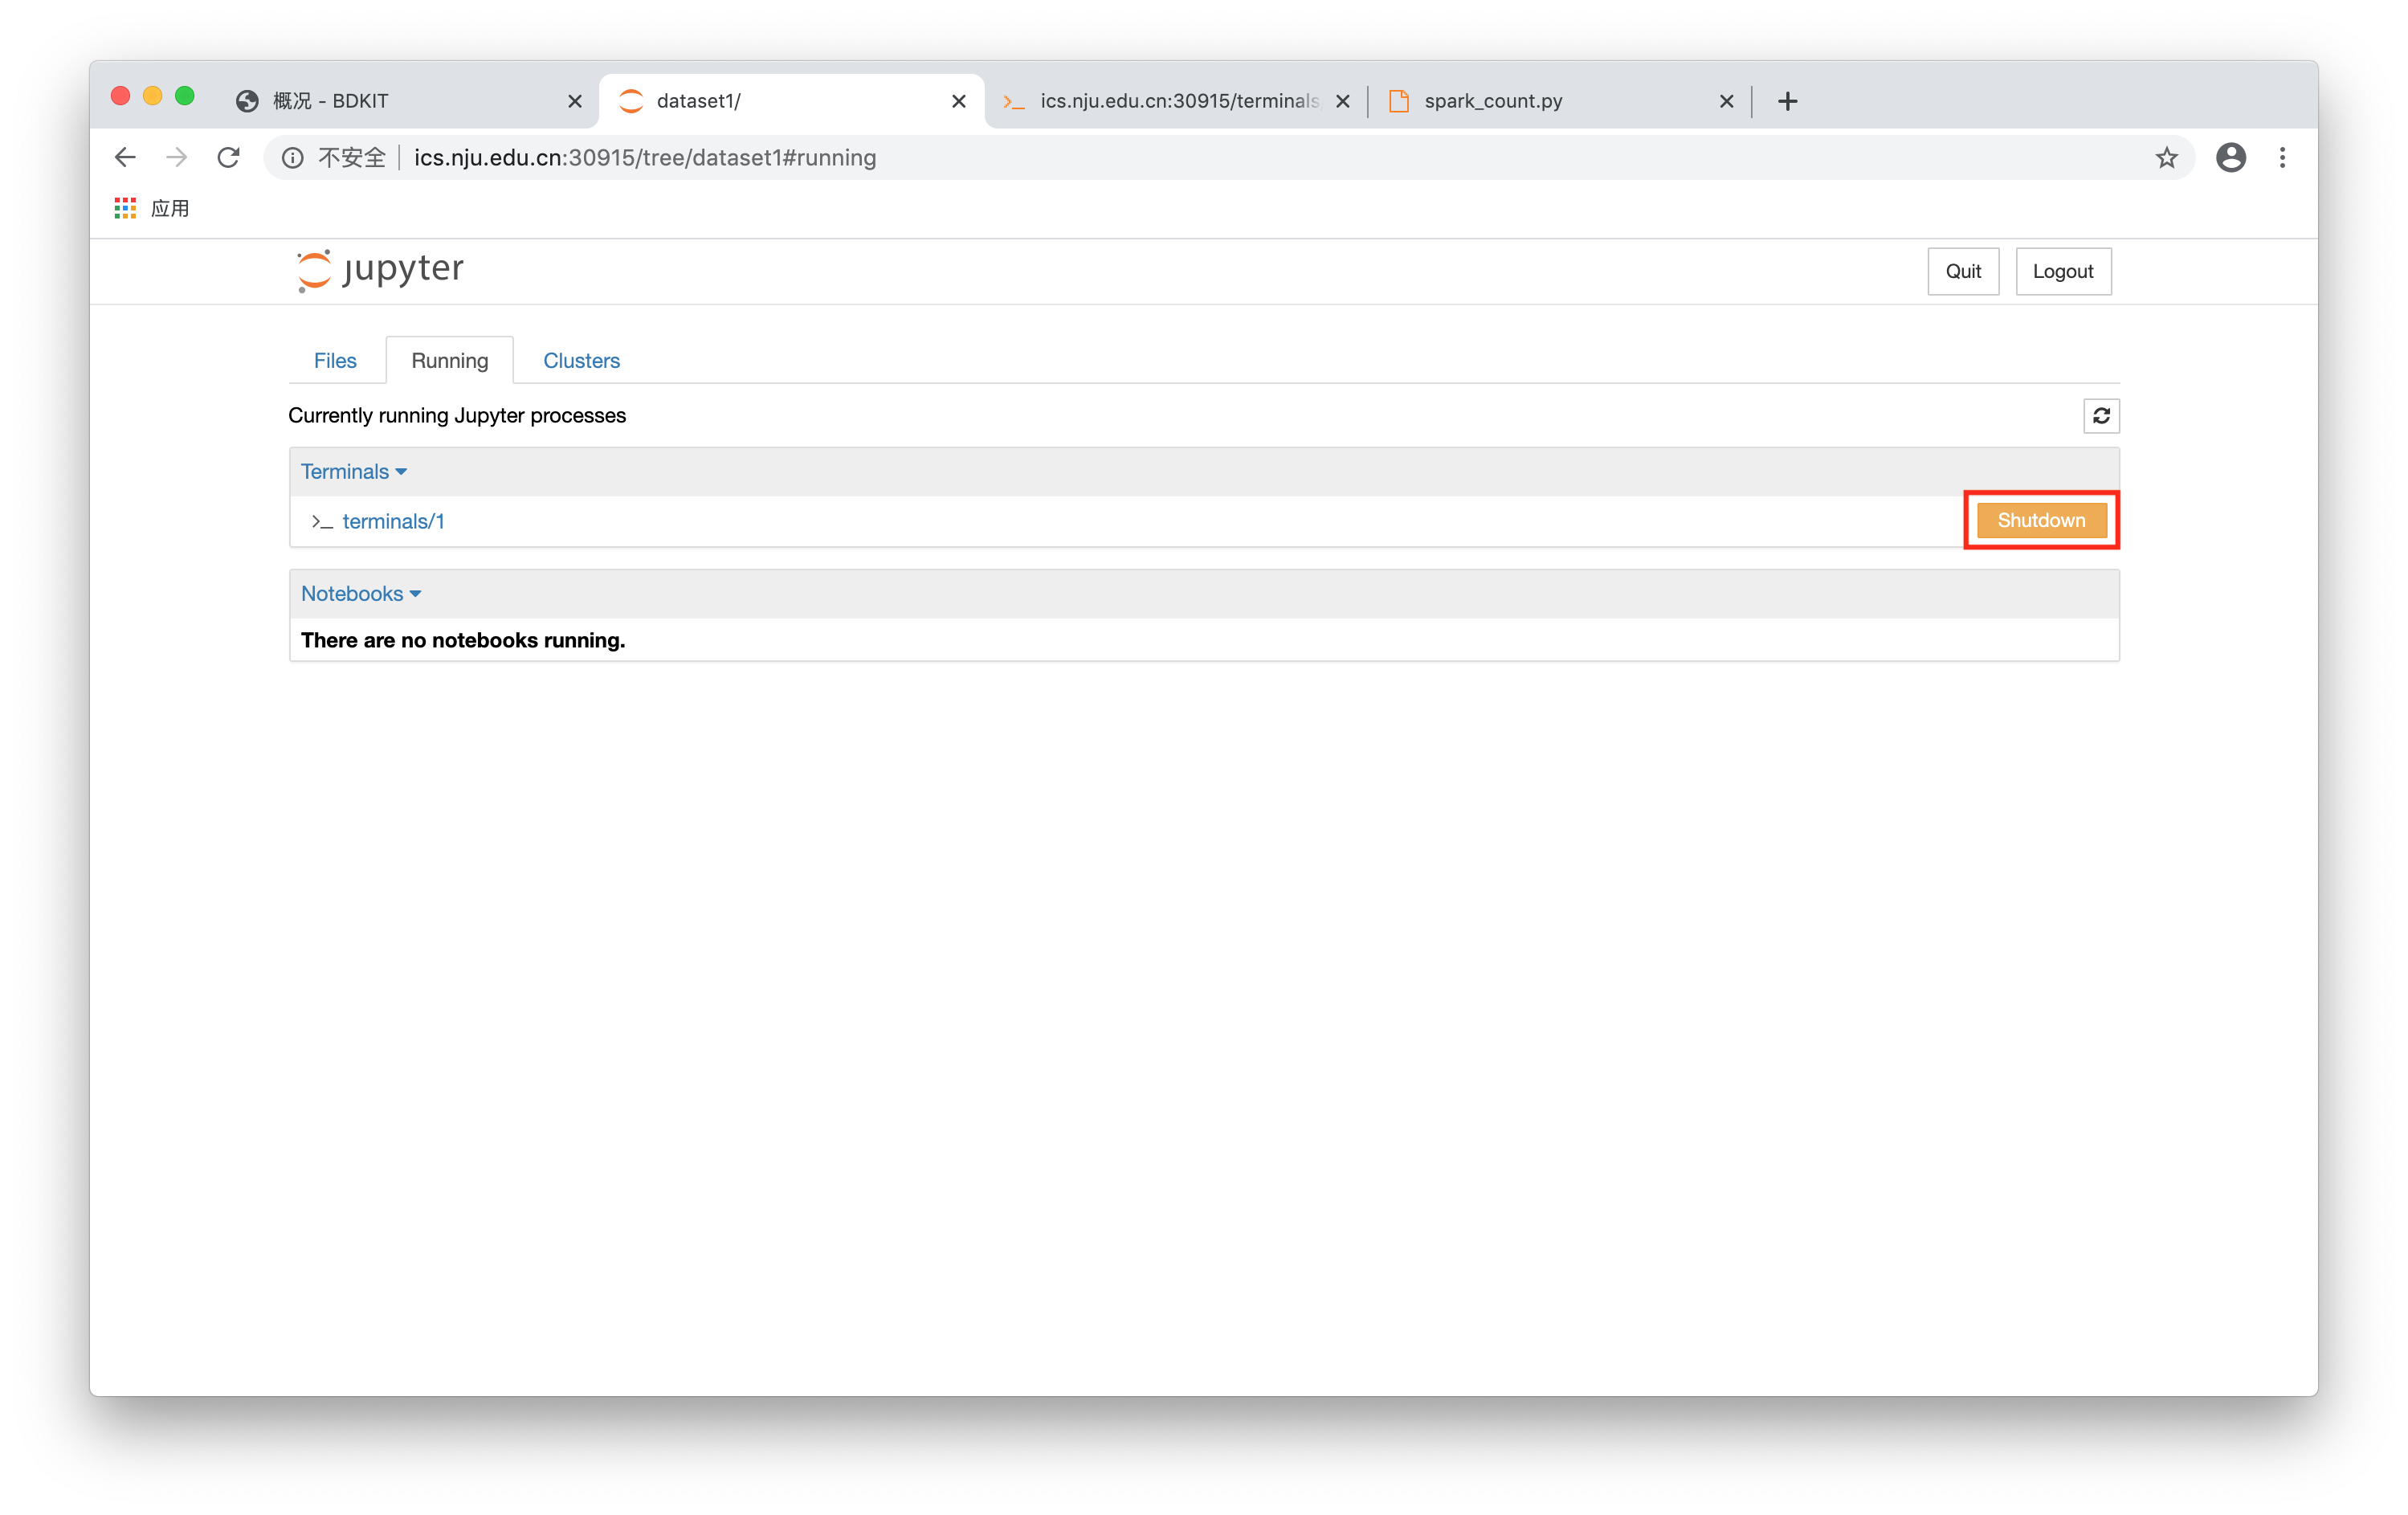 概况 - BDKIT
dataset1/
ics.nju.edu.cn:30915/terminals
spark_count.py
不安全
ics.nju.edu.cn:30915/tree/dataset1#running
应用
jupyter
Quit
Logout
Files
Running
Clusters
Currently running Jupyter processes
Terminals
terminals/1
Shutdown
Notebooks
There are no notebooks running.